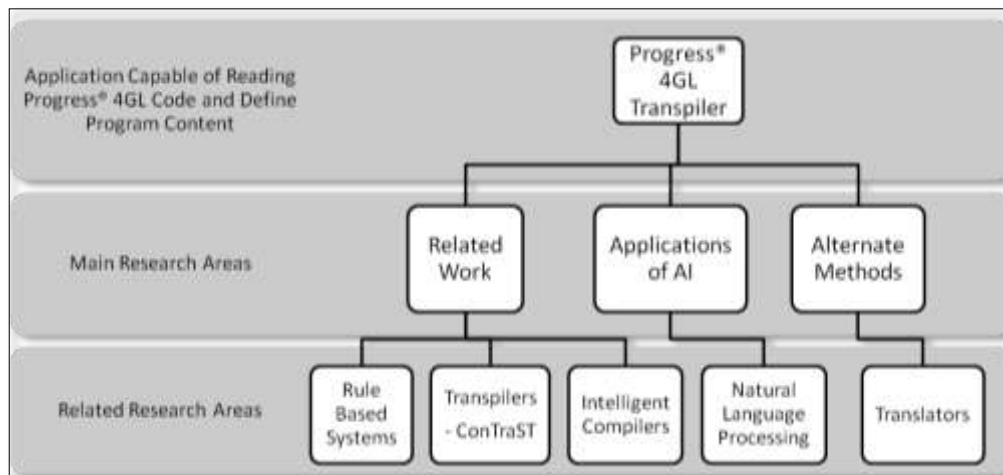 Application Capable of Reading
Progress® 4GL Code and Define
Program Content
Progress®
4GL
Transpiler
Main Research Areas
Related
Work
Applications
of AI
Alternate
Methods
Related Research Areas
Rule
Based
Systems
Transpilers
- ConTraST
Intelligent
Compilers
Natural
Language
Processing
Translators